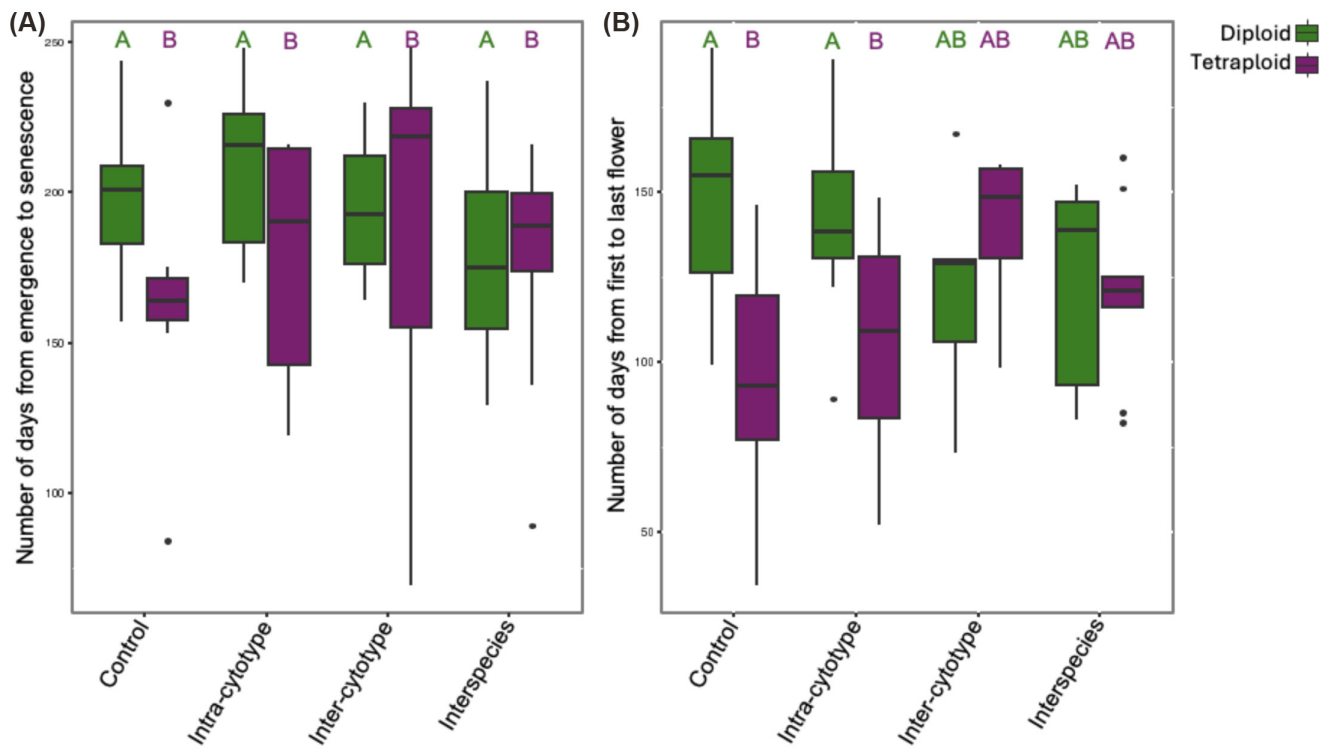 (A)
Number of days from emergence to senescence
250
200
150
100
A B A B A B A B
Control
Intra-cytotype
Inter-cytotype
Interspecies
(B)
Number of days from first to last flower
150
100
50
A B A B AB AB AB AB
Control
Intra-cytotype
Inter-cytotype
Interspecies
Diploid
Tetraploid